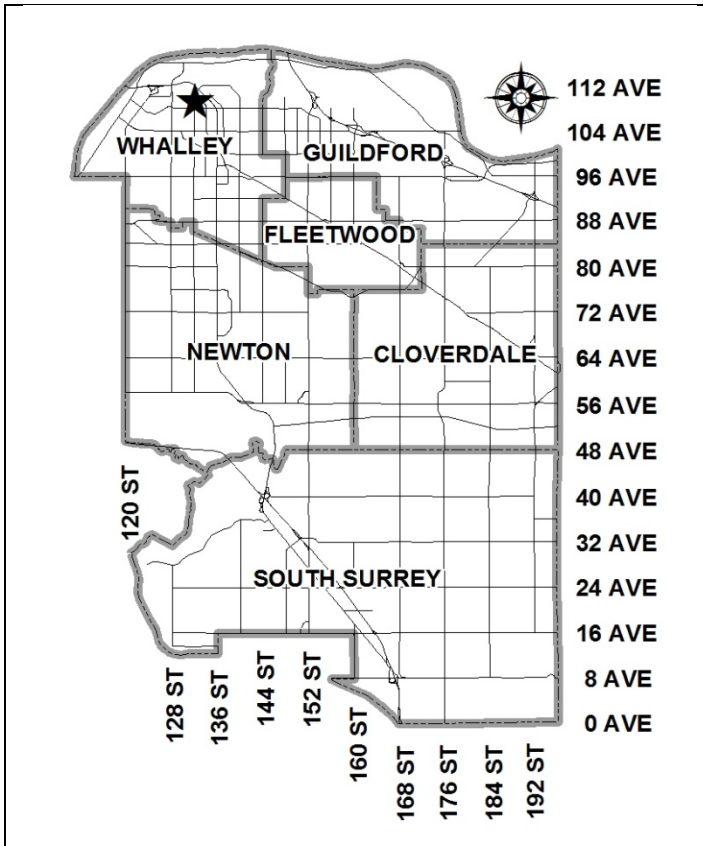 112 AVE
104 AVE
WHALLEY
GUILDFORD
96 AVE
88 AVE
FLEETWOOD
80 AVE
72 AVE
NEWTON
CLOVERDALE
64 AVE
56 AVE
48 AVE
120 ST
40 AVE
32 AVE
SOUTH SURREY
24 AVE
16 AVE
8 AVE
0 AVE
128 ST
136 ST
144 ST
152 ST
160 ST
168 ST
176 ST
184 ST
192 ST